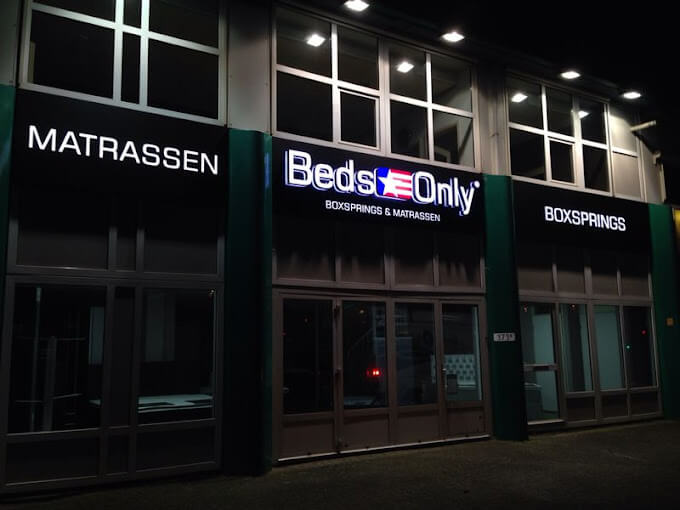 MATRASSEN
Beds Only®
BOXSPRINGS & MATRASSEN
BOXSPRINGS